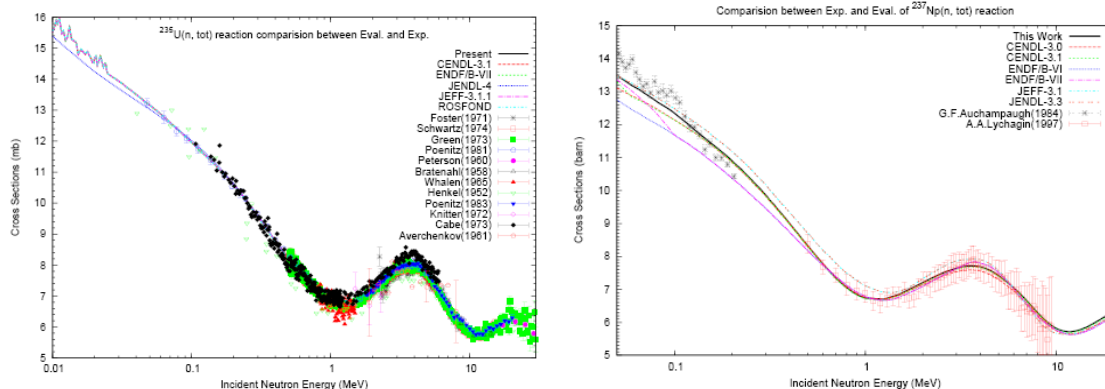 ²³⁵U(n, tot) reaction comparision between Eval. and Exp.
Present
CENDL-3.1
ENDF/B-VII
JENDL-4
JEFF-3.1.1
ROSFOND
Foster(1971)
Schwartz(1974)
Green(1973)
Poenitz(1981)
Peterson(1960)
Bratenahl(1958)
Whalen(1965)
Henkel(1952)
Poenitz(1983)
Knitter(1972)
Cabe(1973)
Averchenkov(1961)
Cross Sections (mb)
16
15
14
13
12
11
10
9
8
7
6
5
0.01
0.1
1
10
Incident Neutron Energy (MeV)
Comparision between Exp. and Eval. of ²³⁷Np(n, tot) reaction
This Work
CENDL-3.0
CENDL-3.1
ENDF/B-VI
ENDF/B-VII
JEFF-3.1
JENDL-3.3
G.F.Auchampaugh(1984)
A.A.Lychagin(1997)
Cross Sections (barn)
15
14
13
12
11
10
9
8
7
6
5
0.1
1
10
Incident Neutron Energy (MeV)